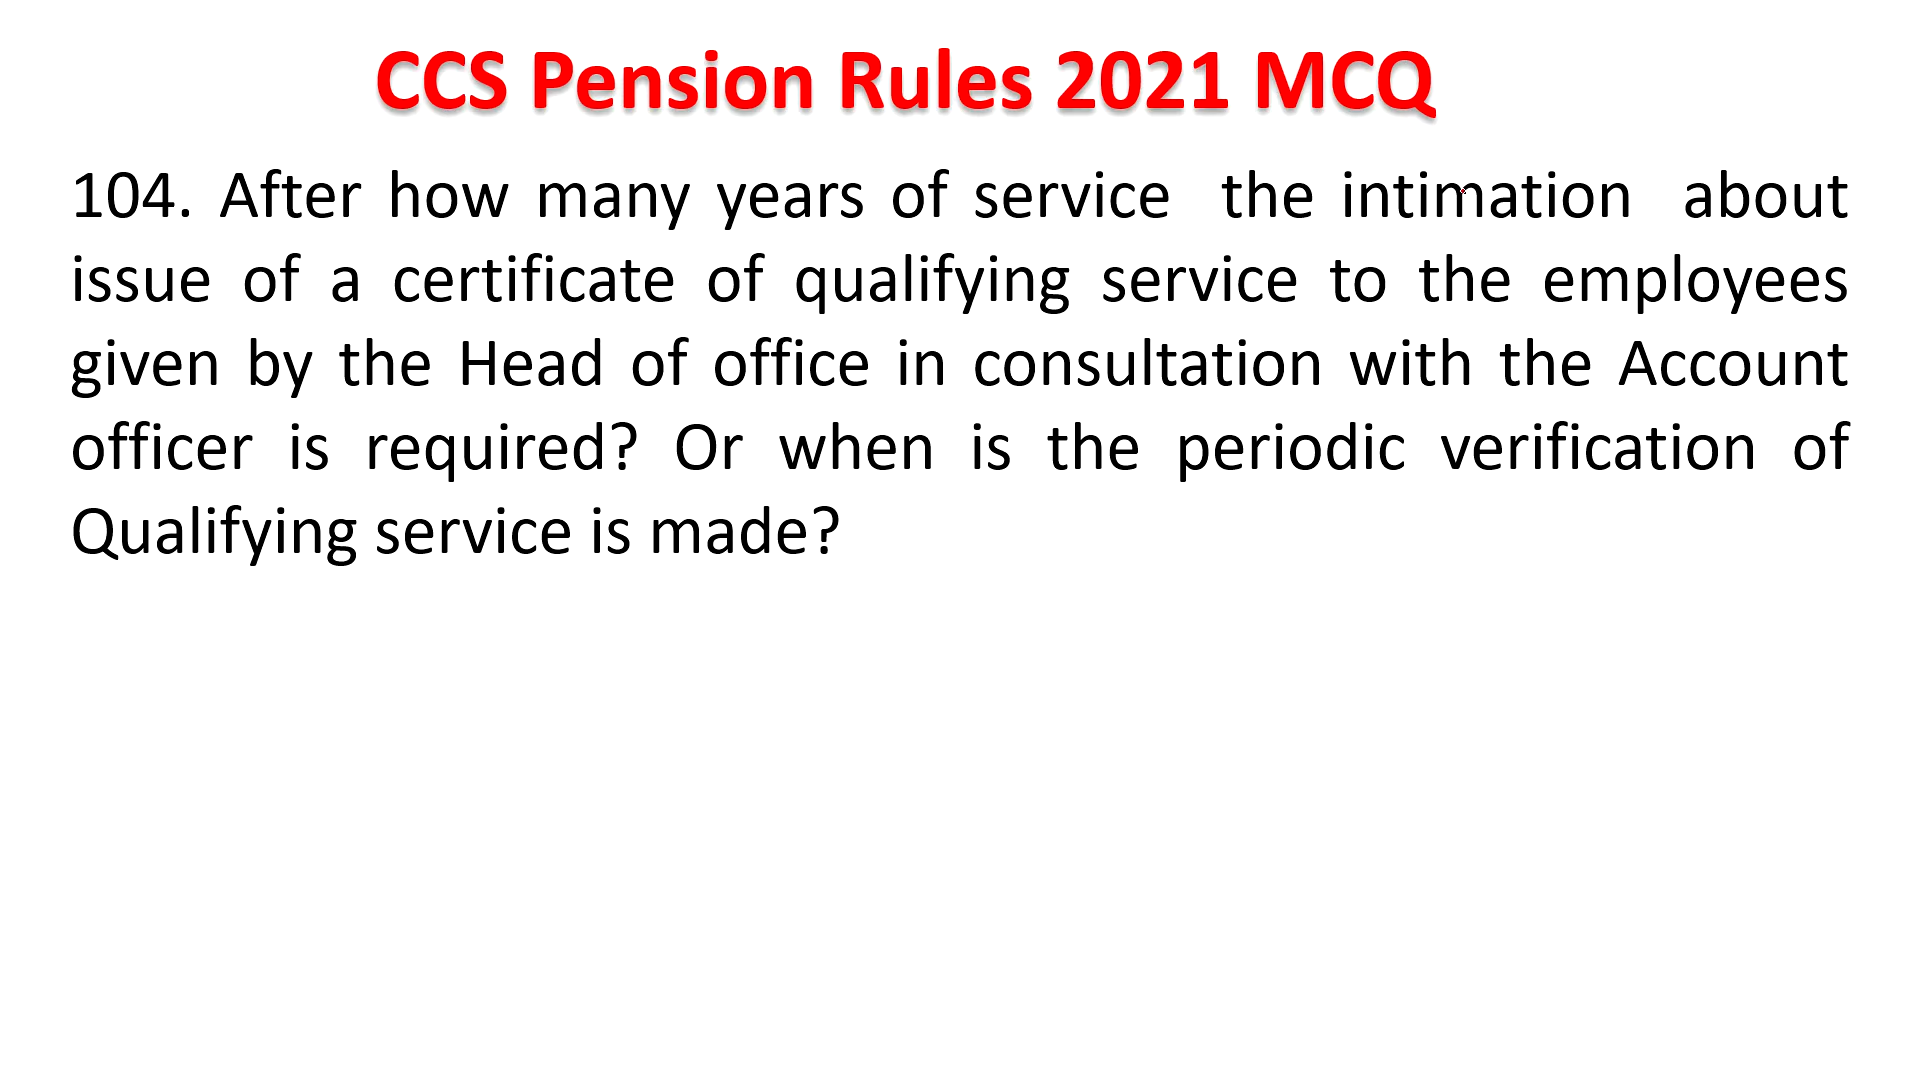 CCS Pension Rules 2021 MCQ
104. After how many years of service the intimation about
issue of a certificate of qualifying service to the employees
given by the Head of office in consultation with the Account
officer is required? Or when is the periodic verification of
Qualifying service is made?